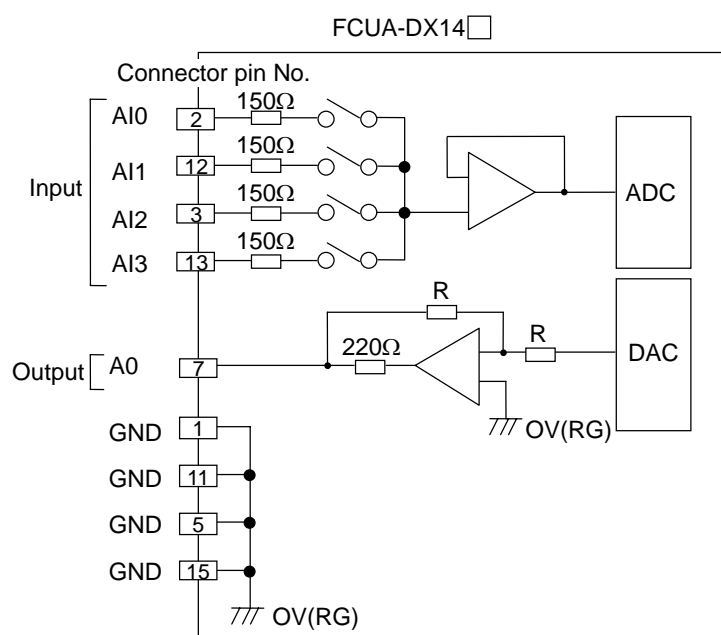 FCUA-DX14□
Connector pin No.
Input
AI0 2 150Ω
AI1 12 150Ω
AI2 3 150Ω
AI3 13 150Ω
ADC
R
R
220Ω
DAC
Output A0 7
OV(RG)
GND 1
GND 11
GND 5
GND 15
OV(RG)